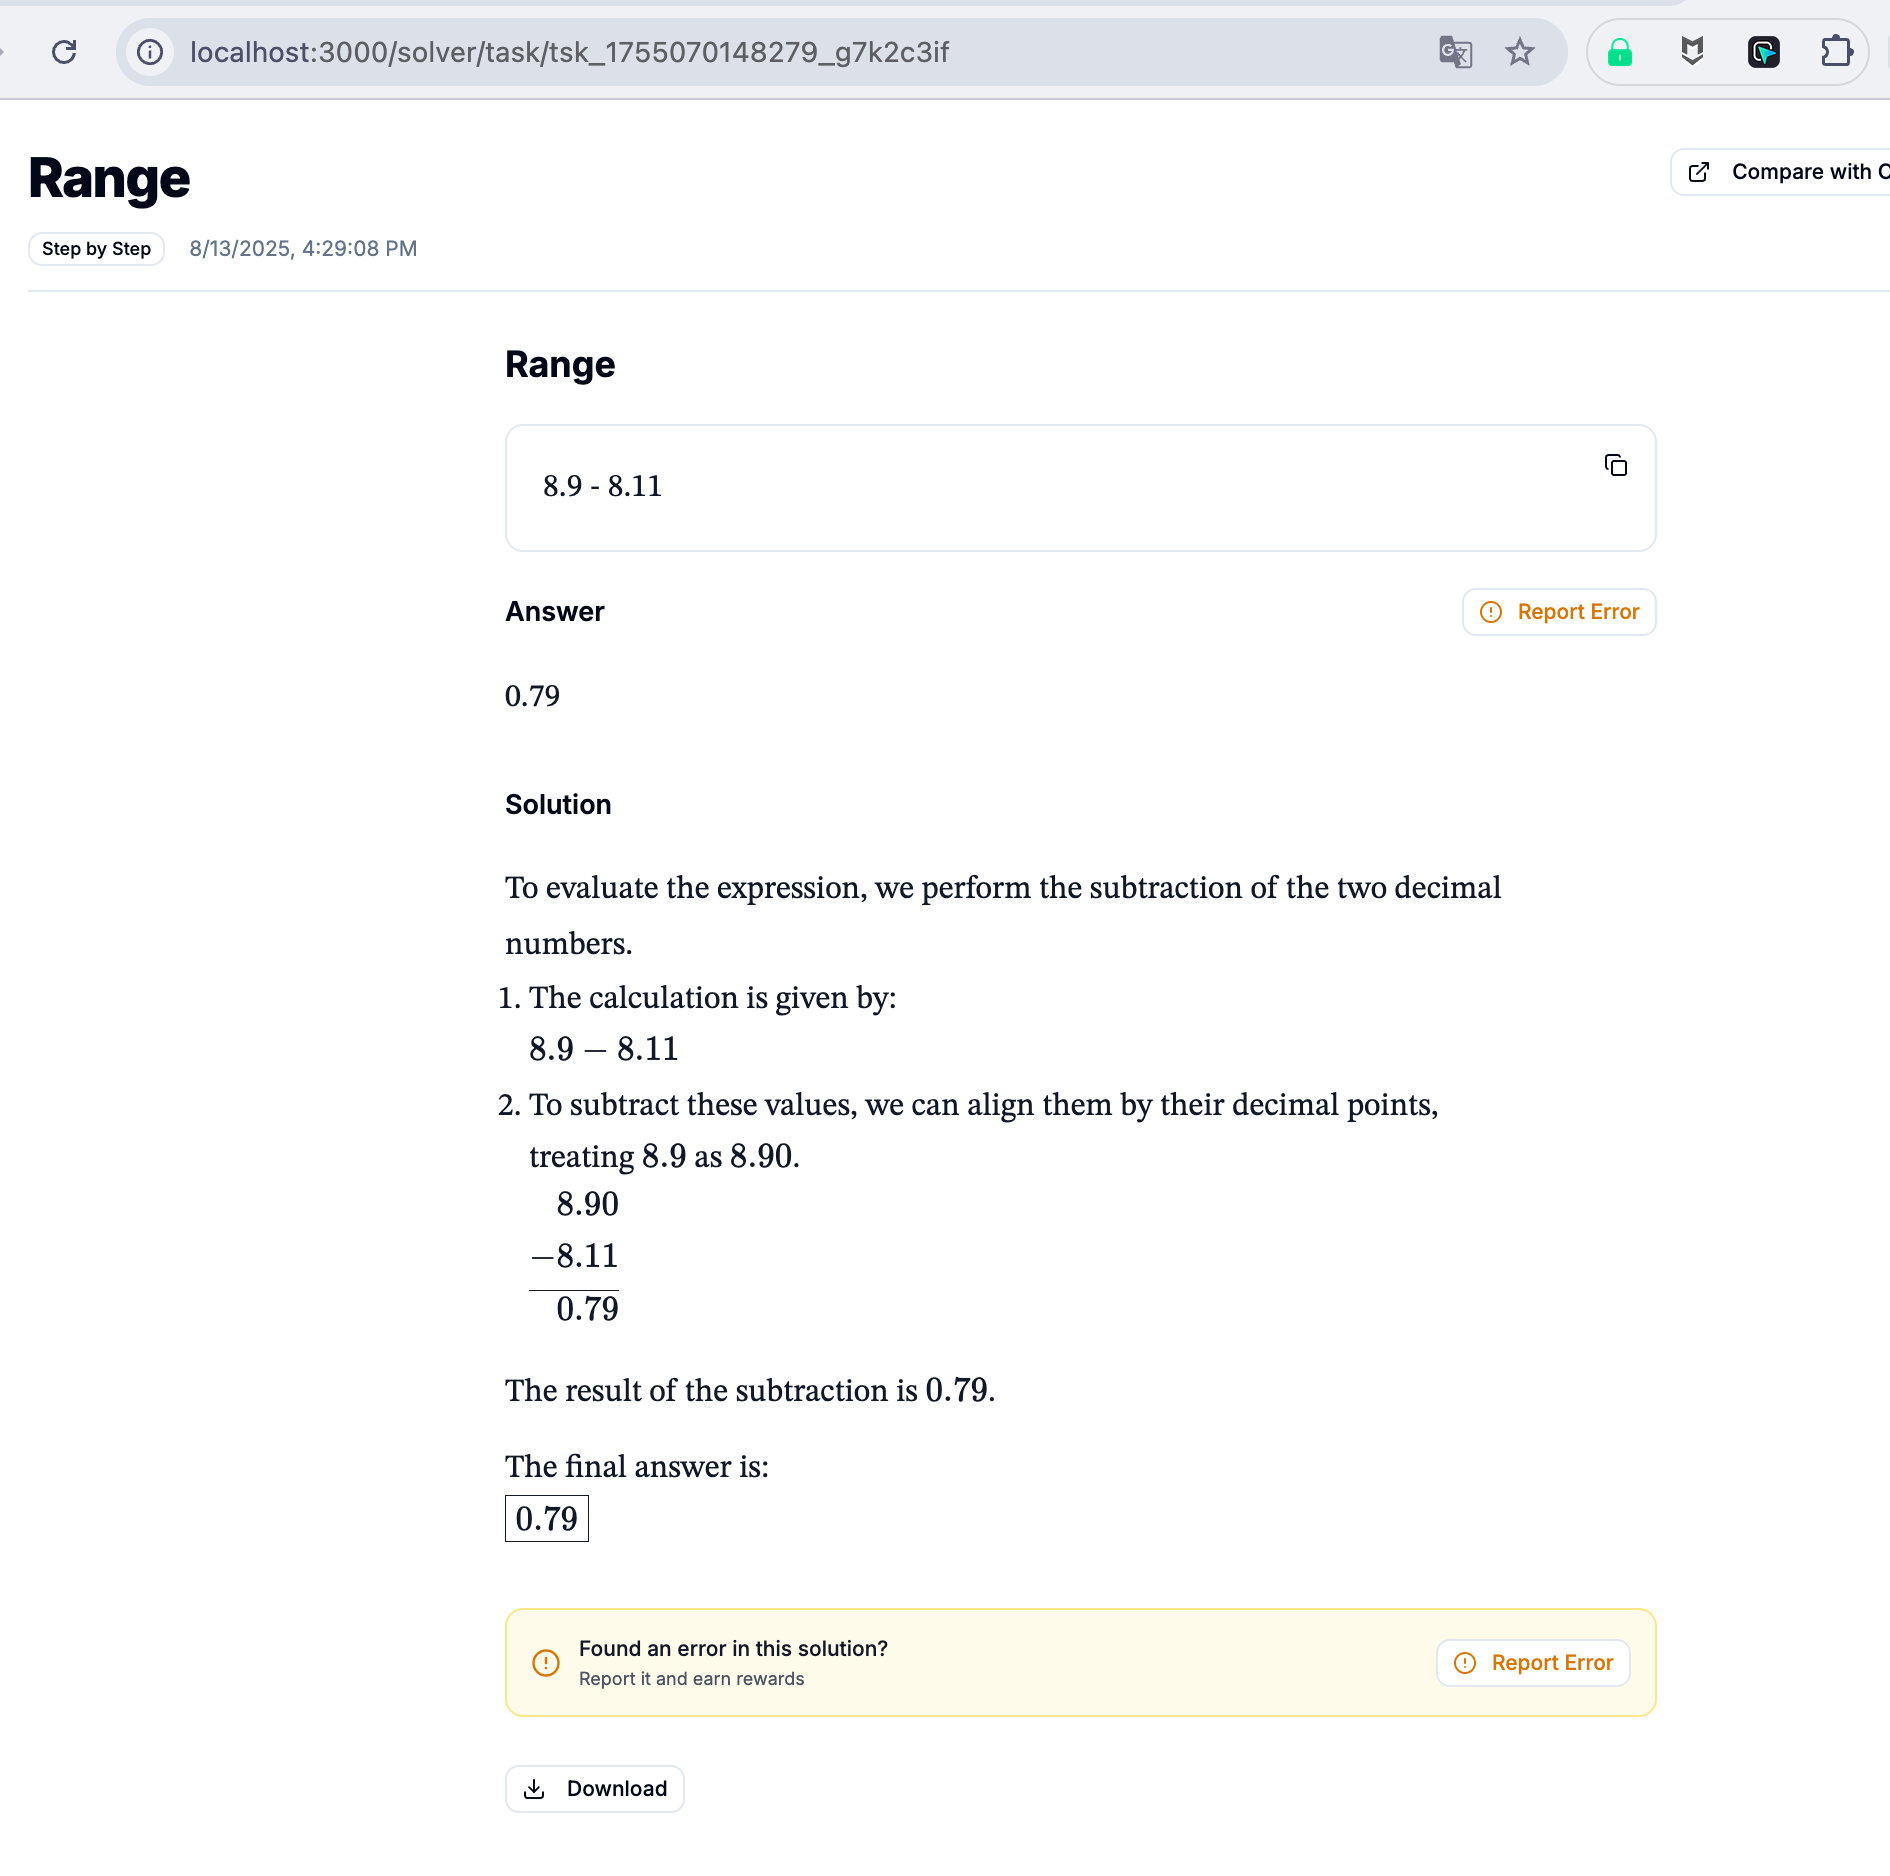 localhost:3000/solver/task/tsk_1755070148279_g7k2c3if
Range
Compare with
Step by Step
8/13/2025, 4:29:08 PM
Range
8.9 - 8.11
Answer
Report Error
0.79
Solution
To evaluate the expression, we perform the subtraction of the two decimal
numbers.
1. The calculation is given by:
8.9 − 8.11
2. To subtract these values, we can align them by their decimal points,
treating 8.9 as 8.90.
8.90
−8.11
0.79
The result of the subtraction is 0.79.
The final answer is:
0.79
Found an error in this solution?
Report it and earn rewards
Report Error
Download